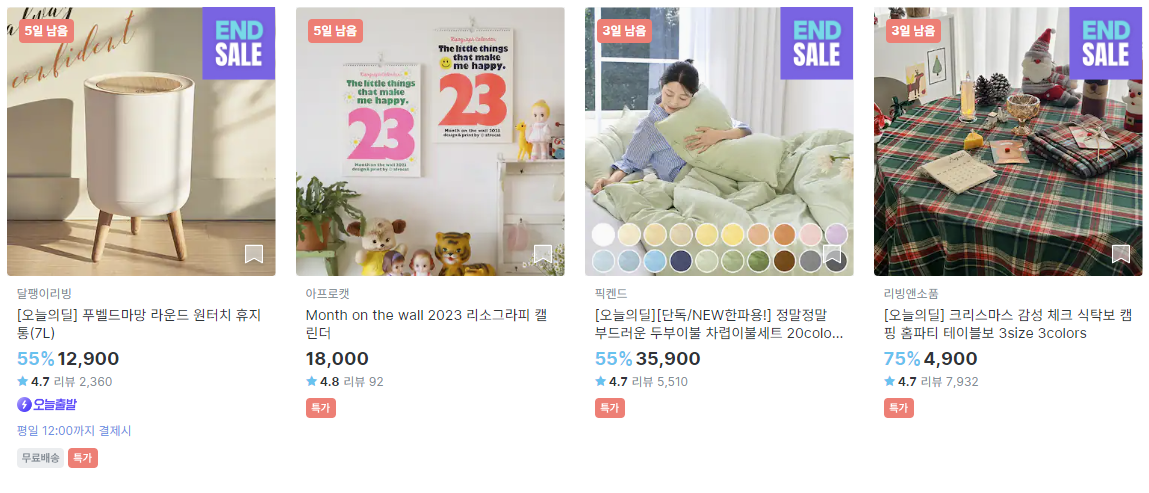 5일 남음
END
SALE
confident
달팽이리빙
[오늘의딜] 푸벨드마망 라운드 원터치 휴지
통(7L)
55% 12,900
4.7 리뷰 2,360
오늘출발
평일 12:00까지 결제시
무료배송 특가
5일 남음
The little things
that make
me happy.
23
Month on the wall 2023
The little things
that make
me happy.
23
Month on the wall 2023
아프로캣
Month on the wall 2023 리소그라피 캘
린더
18,000
4.8 리뷰 92
특가
3일 남음
END
SALE
픽켄드
[오늘의딜][단독/NEW한파용!] 정말정말
부드러운 두부이불 차렵이불세트 20colo...
55% 35,900
4.7 리뷰 5,510
특가
3일 남음
END
SALE
리빙앤소품
[오늘의딜] 크리스마스 감성 체크 식탁보 캠
핑 홈파티 테이블보 3size 3colors
75% 4,900
4.7 리뷰 7,932
특가